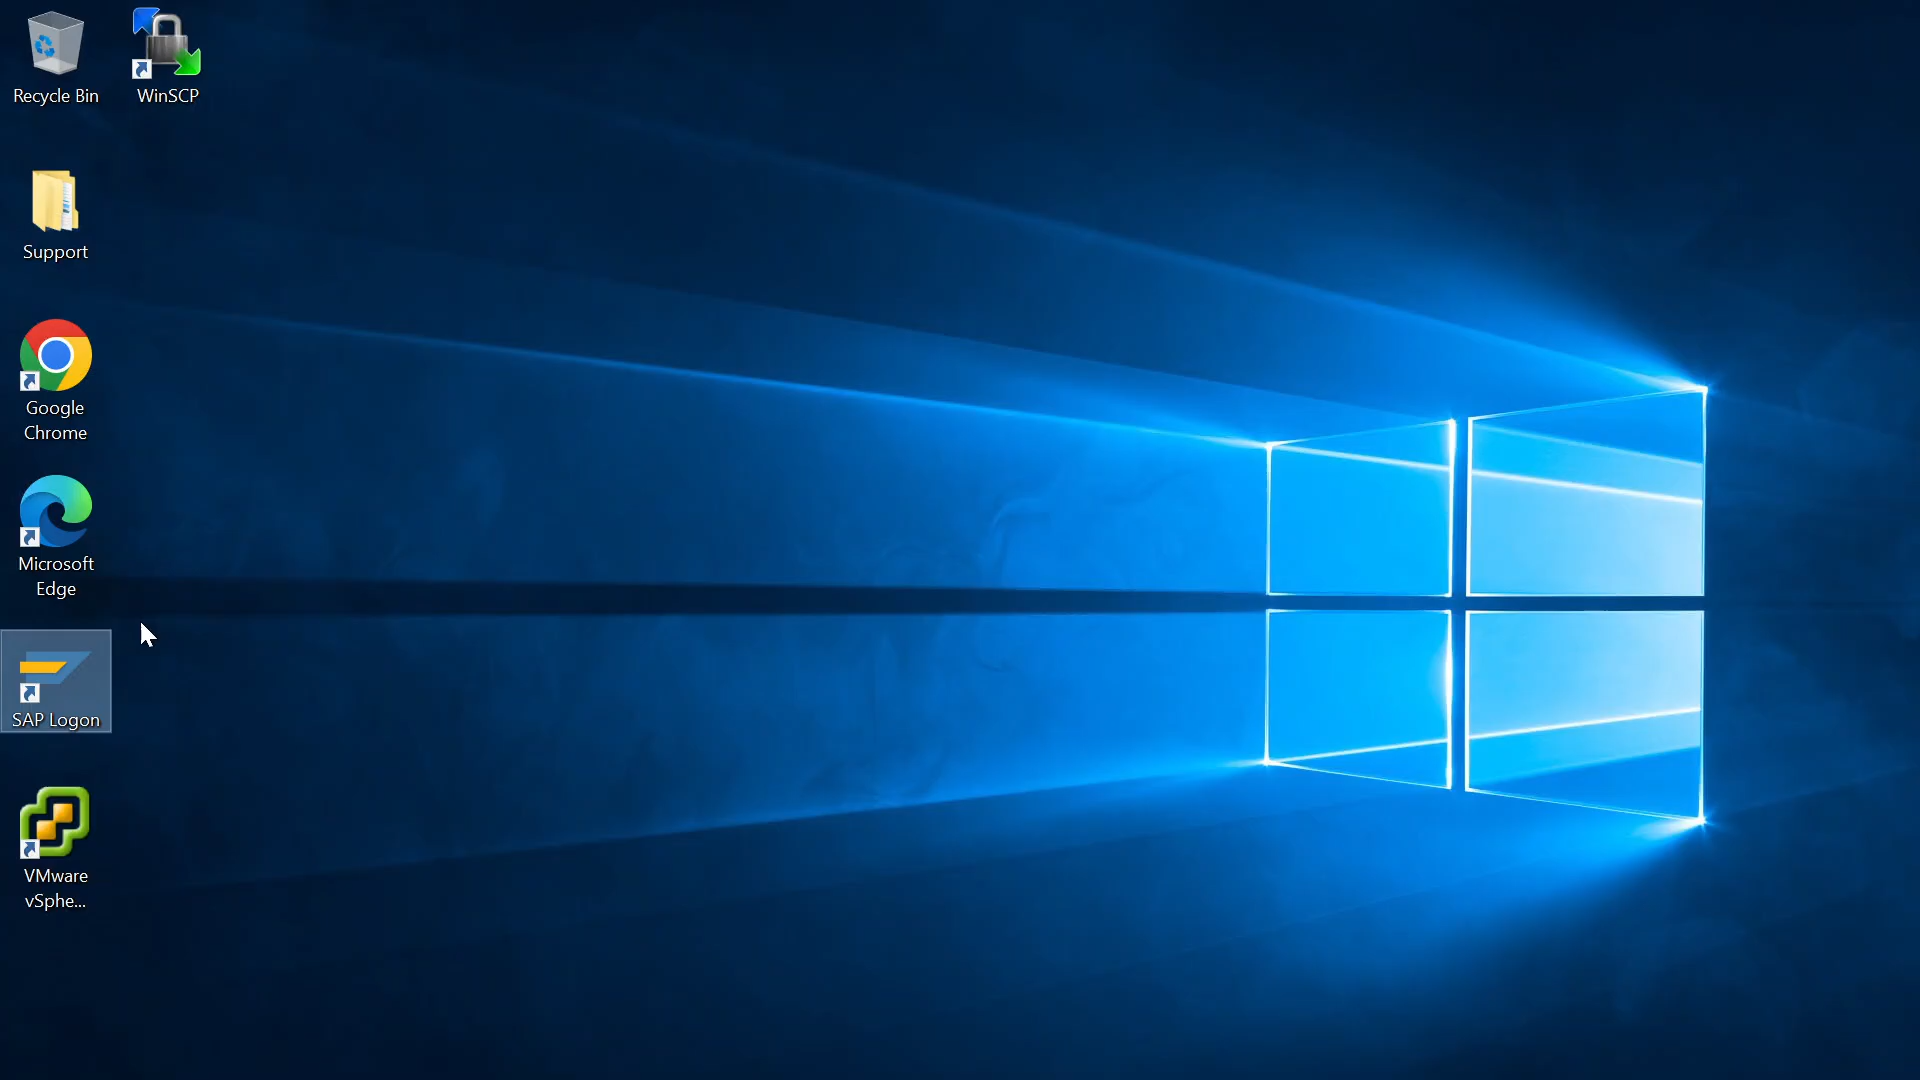 Recycle Bin
WinSCP
Support
Google
Chrome
Microsoft
Edge
SAP Logon
VMware
vSphe...